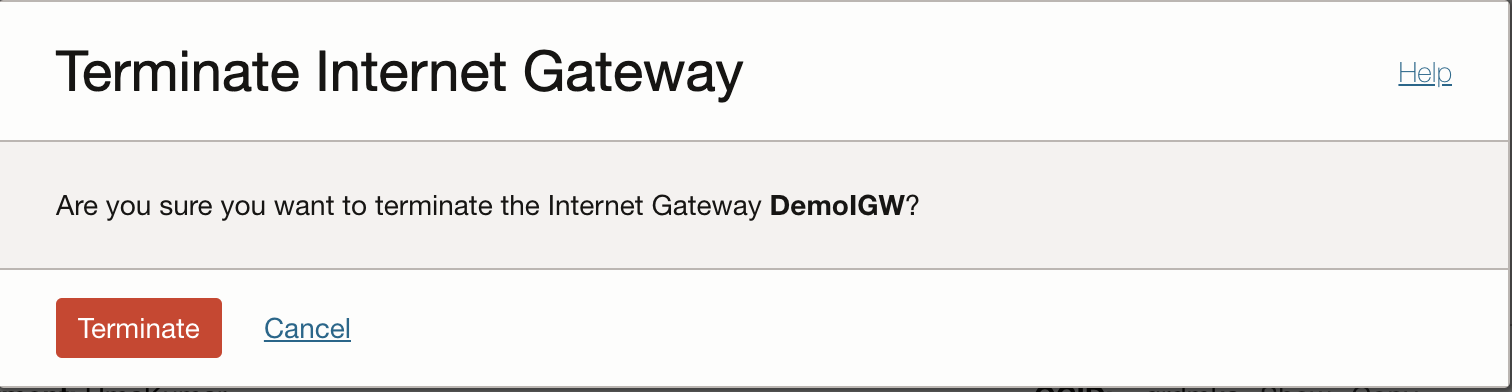 Terminate Internet Gateway
Help
Are you sure you want to terminate the Internet Gateway DemoIGW?
Terminate
Cancel